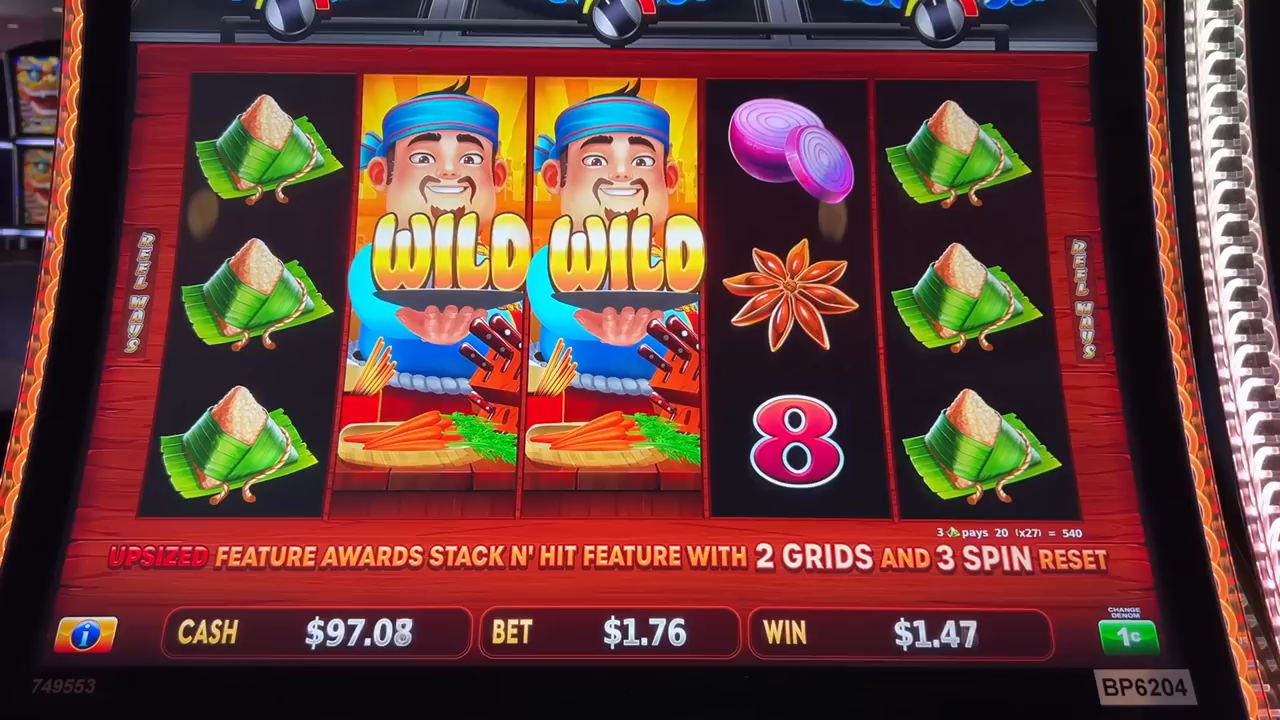 WILD WILD
REEL WAYS
REEL WAYS
8
3 pays 20 (x27) = 540
UPSIZED FEATURE AWARDS STACK N' HIT FEATURE WITH 2 GRIDS AND 3 SPIN RESET
CHANGE
DENOM
i CASH $97.08 BET $1.76 WIN $1.47 1¢
749553
BP6204